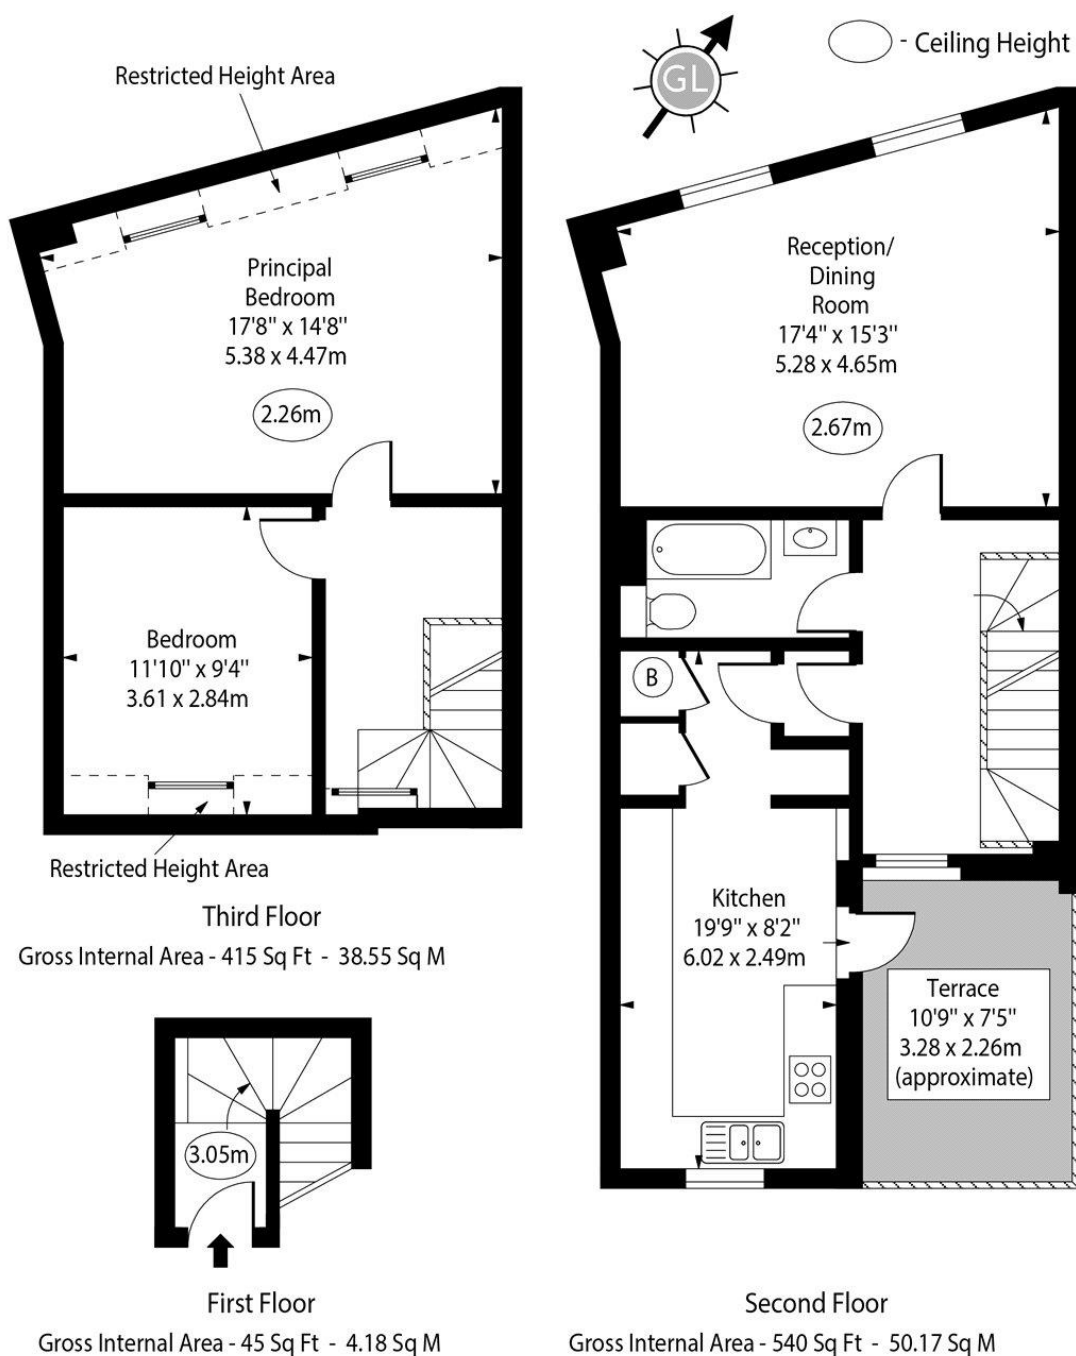 Restricted Height Area
GL
- Ceiling Height
Principal
Bedroom
17'8" x 14'8"
5.38 x 4.47m
2.26m
Bedroom
11'10" x 9'4"
3.61 x 2.84m
Restricted Height Area
Third Floor
Gross Internal Area - 415 Sq Ft - 38.55 Sq M
Reception/
Dining
Room
17'4" x 15'3"
5.28 x 4.65m
2.67m
B
Kitchen
19'9" x 8'2"
6.02 x 2.49m
Terrace
10'9" x 7'5"
3.28 x 2.26m
(approximate)
3.05m
First Floor
Gross Internal Area - 45 Sq Ft - 4.18 Sq M
Second Floor
Gross Internal Area - 540 Sq Ft - 50.17 Sq M